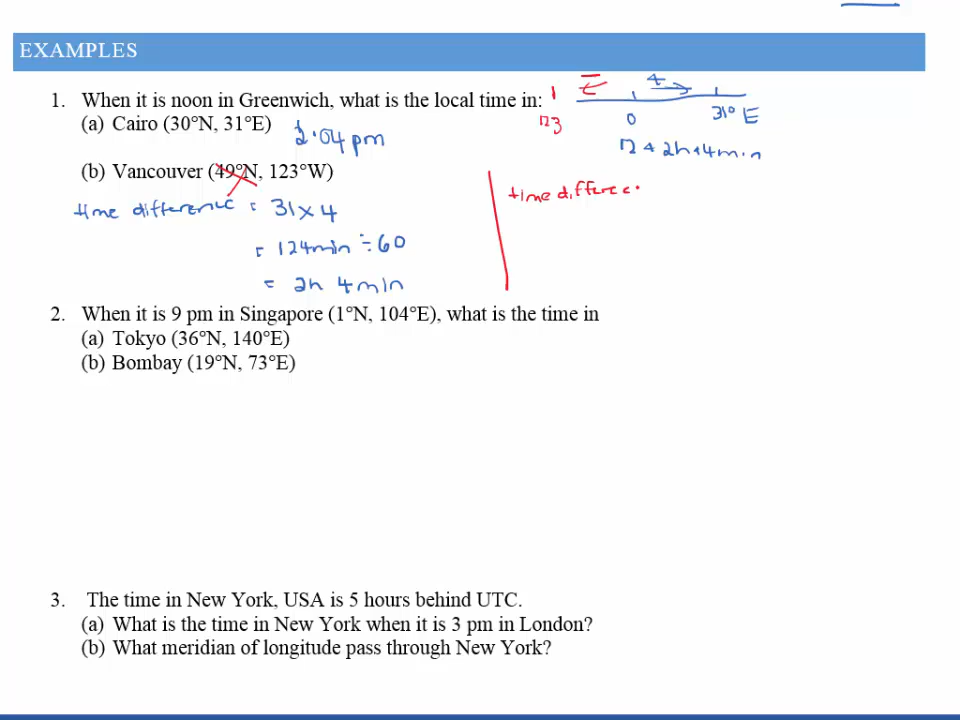 EXAMPLES
1. When it is noon in Greenwich, what is the local time in:
(a) Cairo (30°N, 31°E)
2.04 pm
4
0
31° E
123
12 + 2h + 4min
(b) Vancouver (49°N, 123°W)
time difference = 31 × 4
= 124min ÷ 60
= 2h 4min
time differec
2. When it is 9 pm in Singapore (1°N, 104°E), what is the time in
(a) Tokyo (36°N, 140°E)
(b) Bombay (19°N, 73°E)
3. The time in New York, USA is 5 hours behind UTC.
(a) What is the time in New York when it is 3 pm in London?
(b) What meridian of longitude pass through New York?